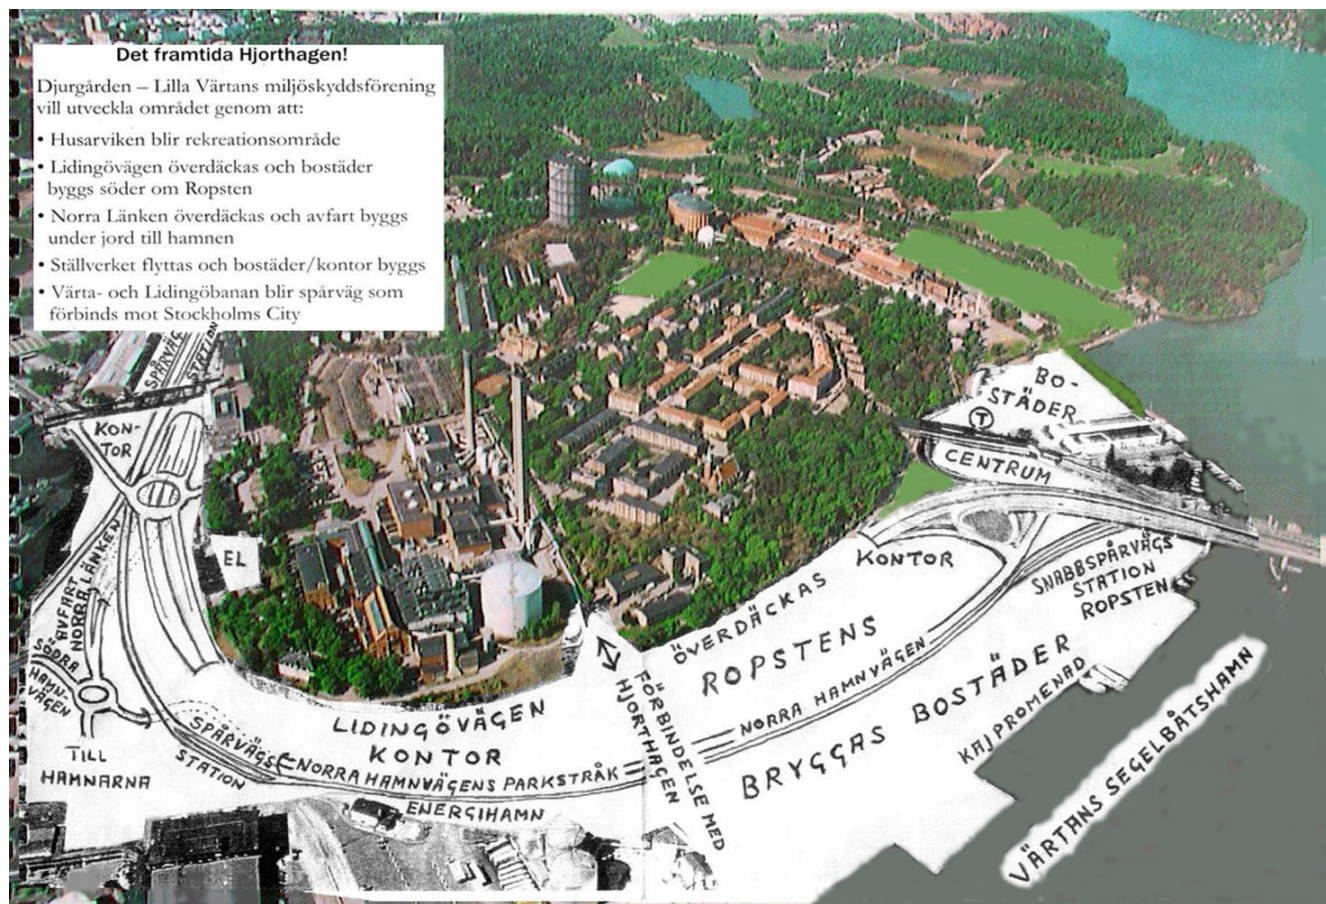 Det framtida Hjorthagen!
Djurgården – Lilla Värtans miljöskyddsförening
vill utveckla området genom att:
• Husarviken blir rekreationsområde
• Lidingövägen överdäckas och bostäder
byggs söder om Ropsten
• Norra Länken överdäckas och avfart byggs
under jord till hamnen
• Ställverket flyttas och bostäder/kontor byggs
• Värta- och Lidingöbanan blir spårväg som
förbinds mot Stockholms City
SPÅRVÄGS
STATION
KON-
TOR
BO-
STÄDER
T
CENTRUM
EL
AVFART
NORRA LÄNKEN
SÖDRA
HAMN-
VÄGEN
TILL
HAMNARNA
SPÅRVÄGS
STATION
LIDINGÖVÄGEN
KONTOR
NORRA HAMNVÄGENS PARKSTRÅK
ENERGIHAMN
FÖRBINDELSE MED
HJORTHAGEN
ÖVERDÄCKAS
KONTOR
ROPSTENS
NORRA HAMNVÄGEN
SNABBSPÅRVÄGS
STATION
ROPSTEN
BRYGGAS BOSTÄDER
KAJPROMENAD
VÄRTANS SEGELBÅTSHAMN